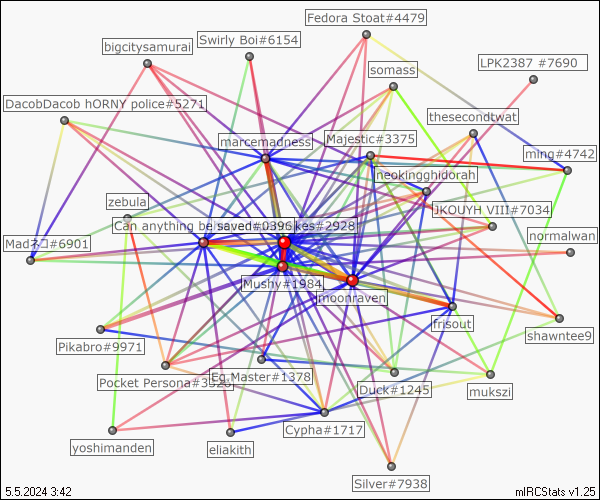 Fedora Stoat#4479
Swirly Boi#6154
bigcitysamurai
LPK2387 #7690
somass
DacobDacob hORNY police#5271
thesecondtwat
marcemadness
Majestic#3375
ming#4742
neokingghidorah
zebula
JKOUYH VIII#7034
Can anything be saved#0396
kes#2928
Madネコ#6901
normalwan
Mushy#1984
moonraven
frisout
shawntee9
Pikabro#9971
Pocket Persona#3528
Eg Master#1378
Duck#1245
mukszi
Cypha#1717
yoshimanden
eliakith
Silver#7938
5.5.2024 3:42
mIRCStats v1.25